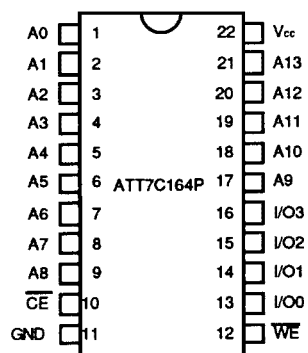 A0 1 22 Vcc
A1 2 21 A13
A2 3 20 A12
A3 4 19 A11
A4 5 18 A10
A5 6 ATT7C164P 17 A9
A6 7 16 I/O3
A7 8 15 I/O2
A8 9 14 I/O1
C̅E̅ 10 13 I/O0
GND 11 12 W̅E̅